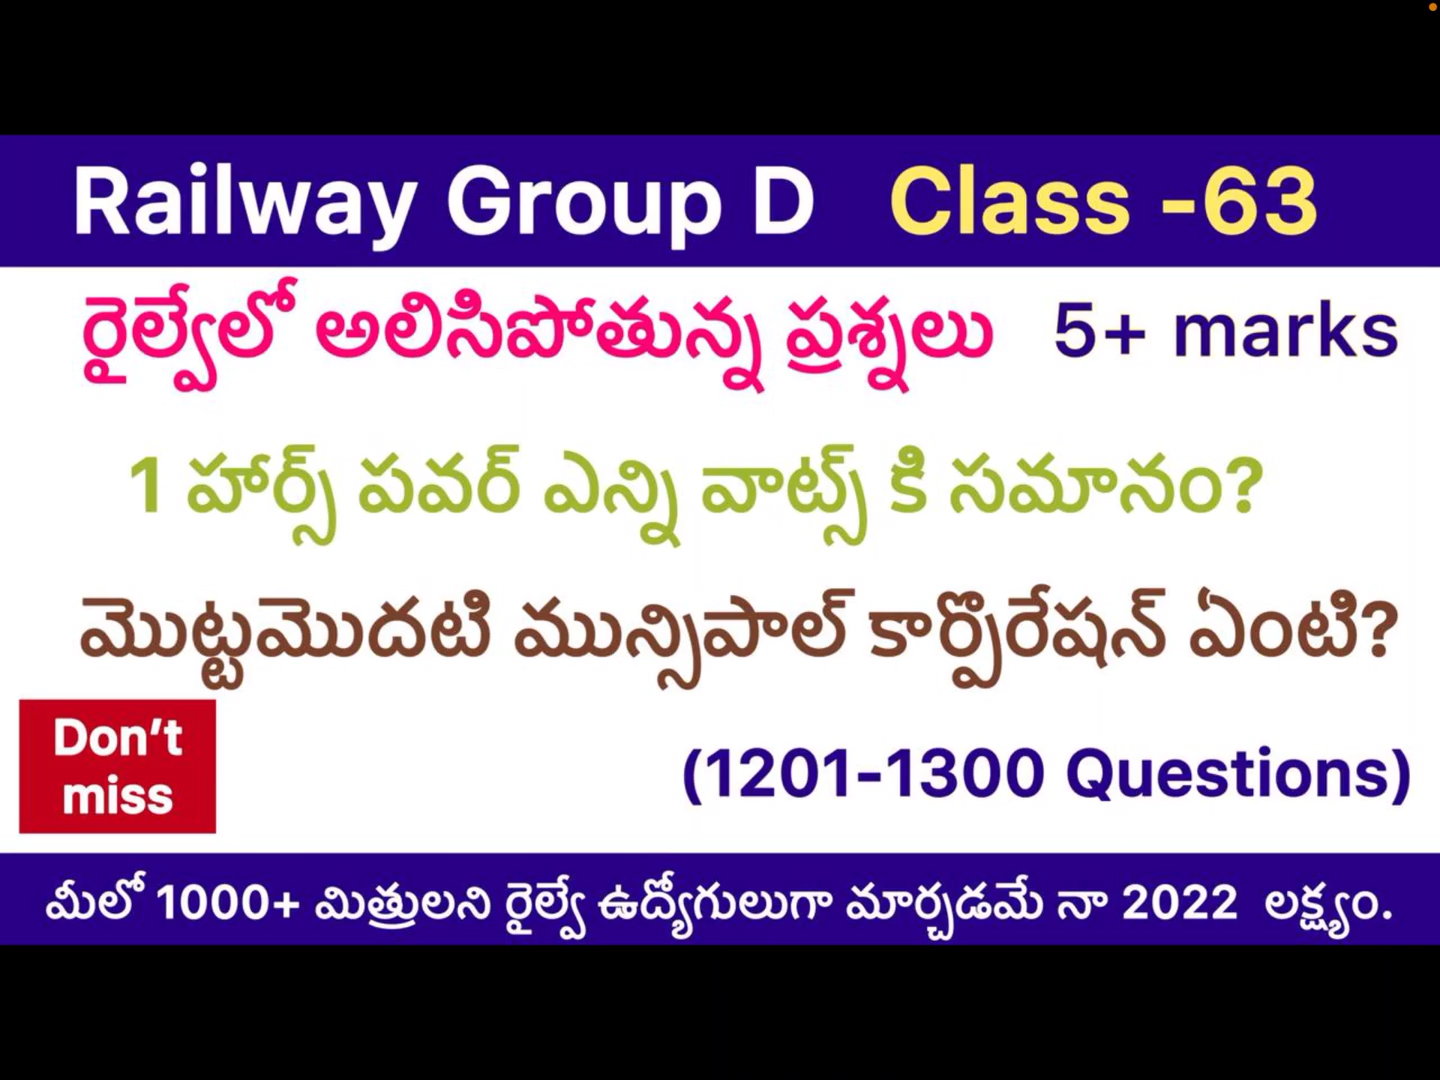 Railway Group D Class -63
రైల్వేలో అలిసిపోతున్న ప్రశ్నలు 5+ marks
1 హార్స్ పవర్ ఎన్ని వాట్స్ కి సమానం?
మొట్టమొదటి మున్సిపాల్ కార్పొరేషన్ ఏంటి?
Don't
miss
(1201-1300 Questions)
మీలో 1000+ మిత్రులని రైల్వే ఉద్యోగులుగా మార్చడమే నా 2022 లక్ష్యం.